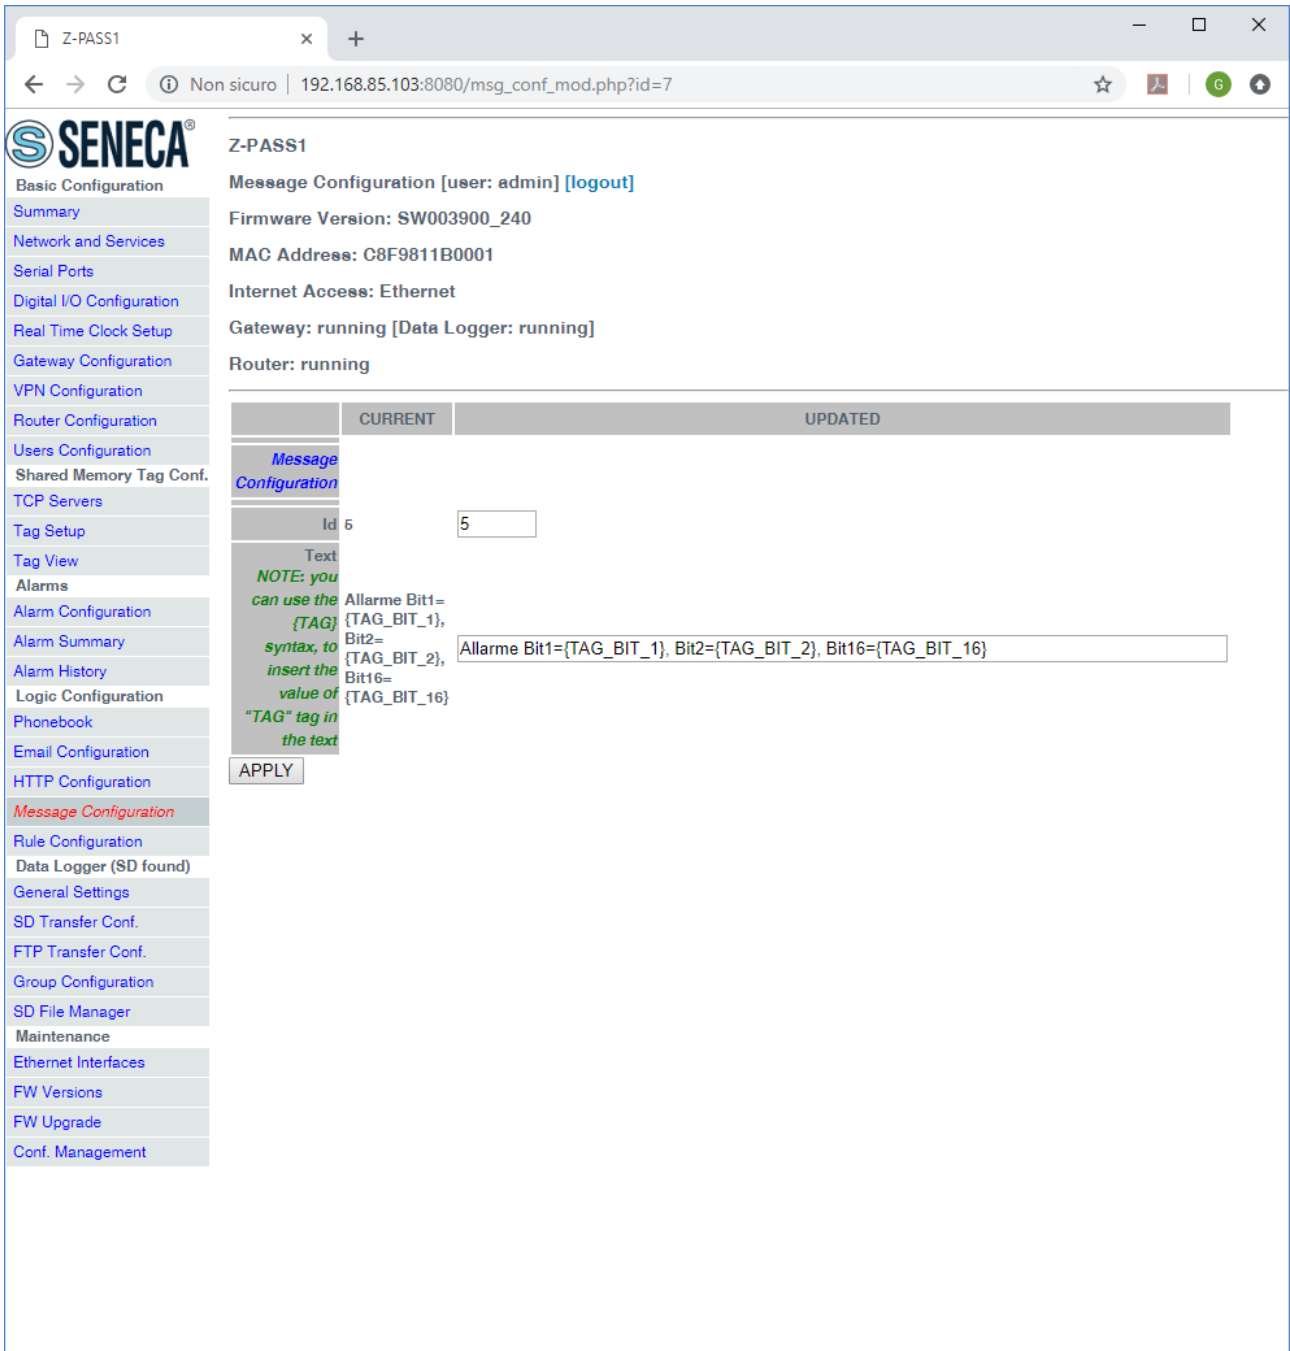 Z-PASS1
Non sicuro | 192.168.85.103:8080/msg_conf_mod.php?id=7
G
SENECA®
Basic Configuration
Summary
Network and Services
Serial Ports
Digital I/O Configuration
Real Time Clock Setup
Gateway Configuration
VPN Configuration
Router Configuration
Users Configuration
Shared Memory Tag Conf.
TCP Servers
Tag Setup
Tag View
Alarms
Alarm Configuration
Alarm Summary
Alarm History
Logic Configuration
Phonebook
Email Configuration
HTTP Configuration
Message Configuration
Rule Configuration
Data Logger (SD found)
General Settings
SD Transfer Conf.
FTP Transfer Conf.
Group Configuration
SD File Manager
Maintenance
Ethernet Interfaces
FW Versions
FW Upgrade
Conf. Management
Z-PASS1
Message Configuration [user: admin] [logout]
Firmware Version: SW003900_240
MAC Address: C8F9811B0001
Internet Access: Ethernet
Gateway: running [Data Logger: running]
Router: running
CURRENT
UPDATED
Message
Configuration
Id
5
5
Text
NOTE: you
can use the
{TAG}
syntax, to
insert the
value of
"TAG" tag in
the text
Allarme Bit1=
{TAG_BIT_1},
Bit2=
{TAG_BIT_2},
Bit16=
{TAG_BIT_16}
Allarme Bit1={TAG_BIT_1}, Bit2={TAG_BIT_2}, Bit16={TAG_BIT_16}
APPLY